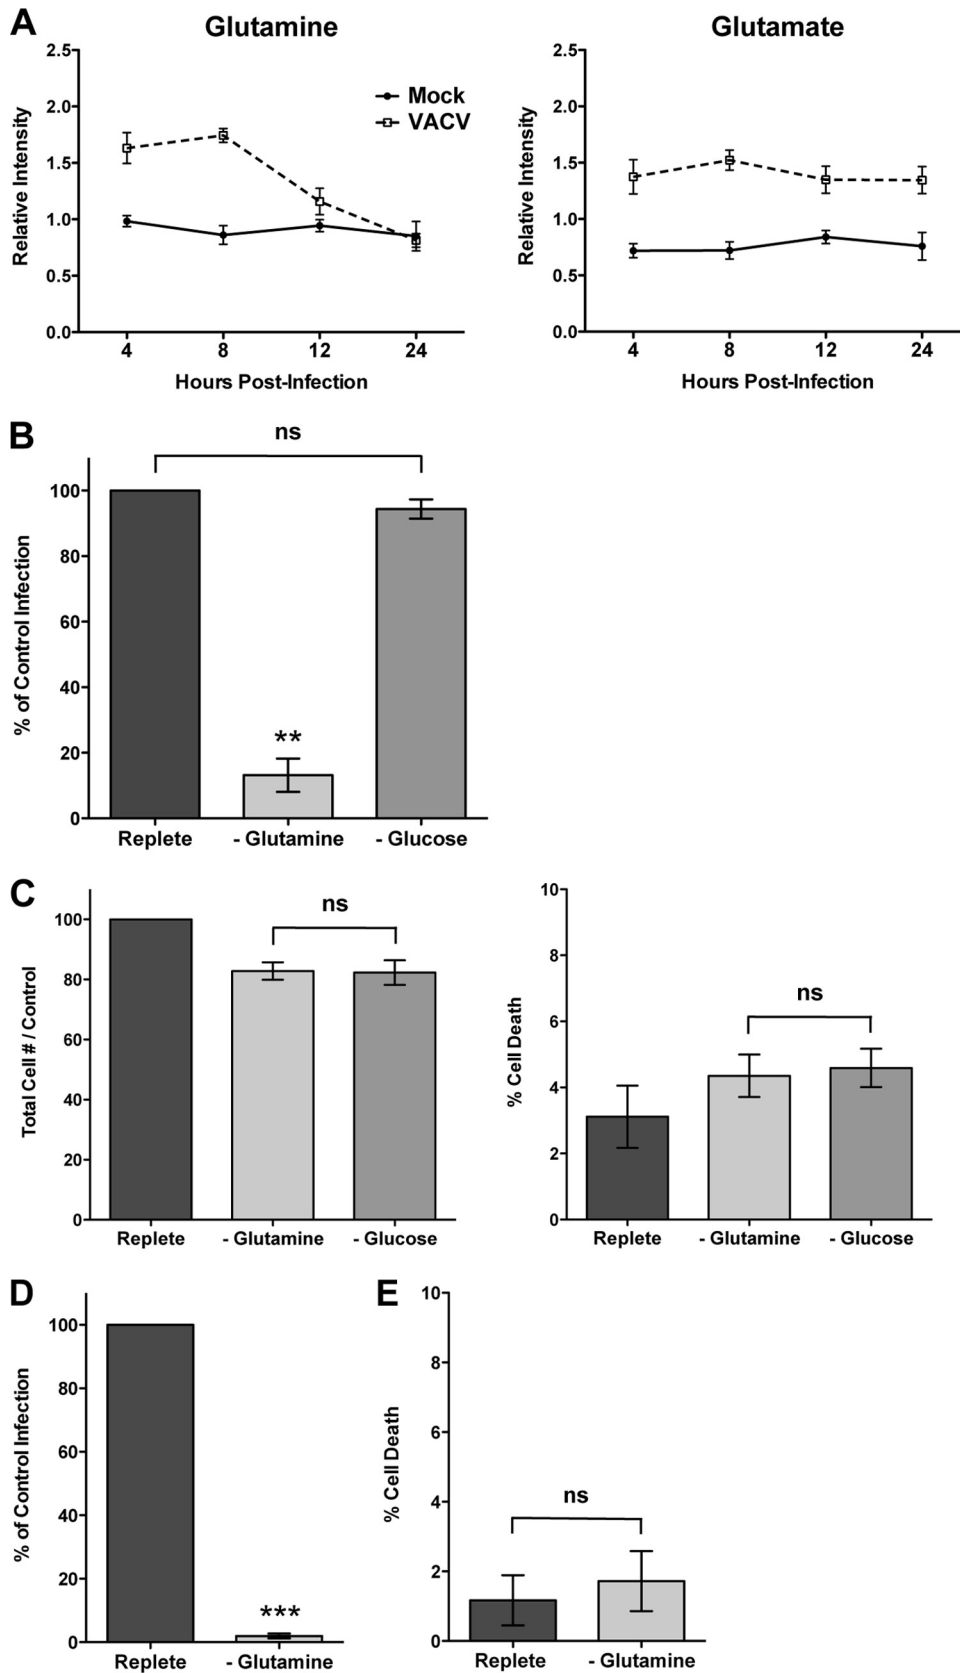 A
Glutamine
Glutamate
2.5
2.0
1.5
1.0
0.5
0.0
Relative Intensity
Mock
VACV
4 8 12 24
Hours Post-Infection
2.5
2.0
1.5
1.0
0.5
0.0
Relative Intensity
4 8 12 24
Hours Post-Infection
B
ns
100
80
60
40
20
0
% of Control Infection
**
Replete - Glutamine - Glucose
C
ns
100
80
60
40
20
0
Total Cell # / Control
Replete - Glutamine - Glucose
10
8
6
4
2
0
% Cell Death
ns
Replete - Glutamine - Glucose
D
100
80
60
40
20
0
% of Control Infection
***
Replete - Glutamine
E
10
8
6
4
2
0
% Cell Death
ns
Replete - Glutamine